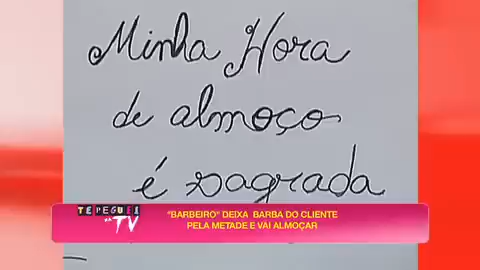 Minha Hora
de almoço
é sagrada
TE PEGUEI
NA TV
"BARBEIRO" DEIXA BARBA DO CLIENTE
PELA METADE E VAI ALMOÇAR